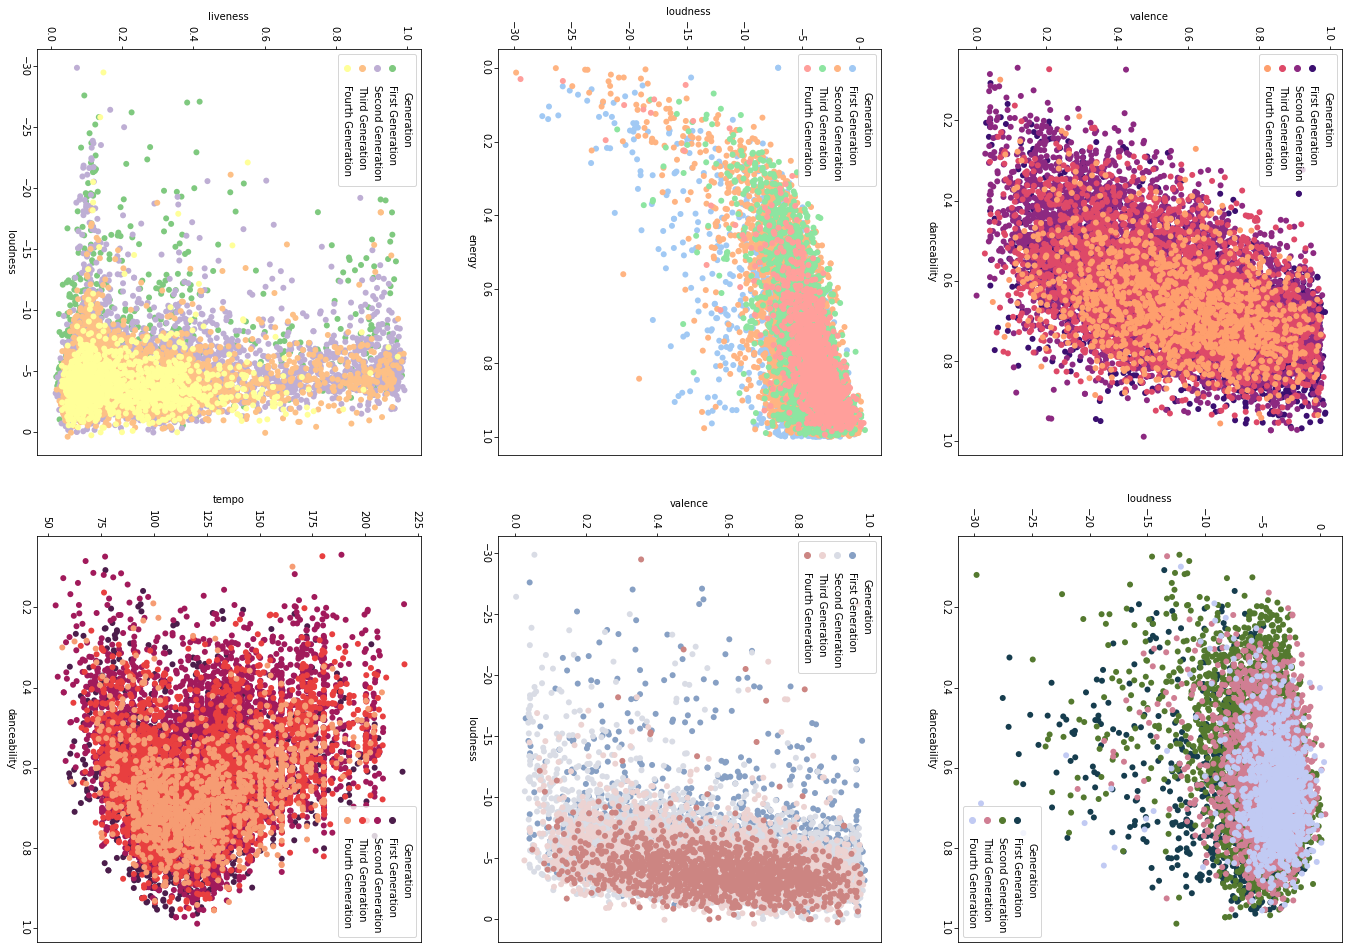 valence
1.0
0.8
0.6
0.4
0.2
0.0
Generation
First Generation
Second Generation
Third Generation
Fourth Generation
0.2 0.4 0.6 0.8 1.0
danceability
loudness
0
−5
−10
−15
−20
−25
−30
Generation
First Generation
Second Generation
Third Generation
Fourth Generation
0.2 0.4 0.6 0.8 1.0
danceability
loudness
0
−5
−10
−15
−20
−25
−30
Generation
First Generation
Second Generation
Third Generation
Fourth Generation
0.0 0.2 0.4 0.6 0.8 1.0
energy
valence
1.0
0.8
0.6
0.4
0.2
0.0
Generation
First Generation
Second Generation
Third Generation
Fourth Generation
−30 −25 −20 −15 −10 −5 0
loudness
liveness
1.0
0.8
0.6
0.4
0.2
0.0
Generation
First Generation
Second Generation
Third Generation
Fourth Generation
−30 −25 −20 −15 −10 −5 0
loudness
tempo
225
200
175
150
125
100
75
50
Generation
First Generation
Second Generation
Third Generation
Fourth Generation
0.2 0.4 0.6 0.8 1.0
danceability